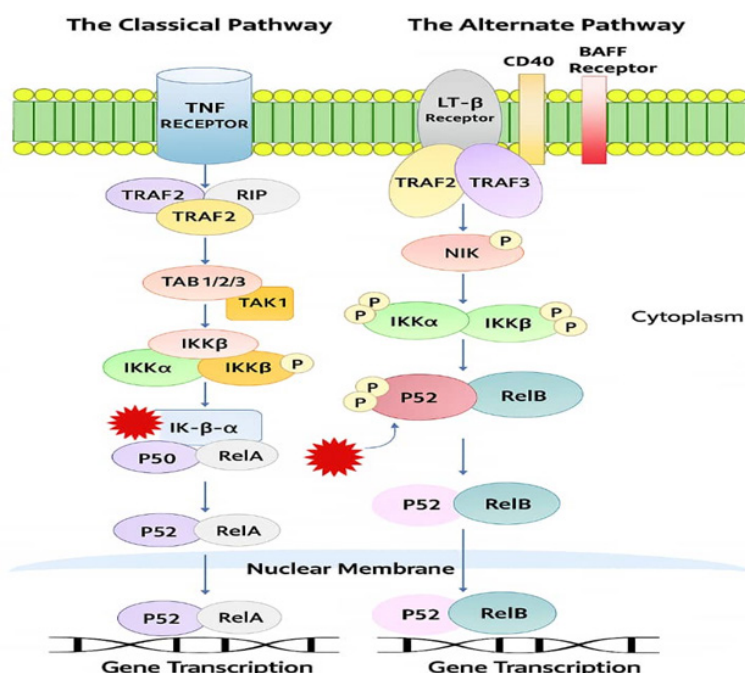 The Classical Pathway
The Alternate Pathway
TNF
RECEPTOR
LT-β
Receptor
CD40
BAFF
Receptor
TRAF2
RIP
TRAF2
TAB1/2/3
TAK1
IKKβ
IKKα
IKKβ
P
IK-β-α
P50
RelA
P52
RelA
Nuclear Membrane
P52
RelA
Gene Transcription
TRAF2
TRAF3
NIK
P
P
P
IKKα
IKKβ
P
P
Cytoplasm
P
P
P52
RelB
P52
RelB
P52
RelB
Gene Transcription